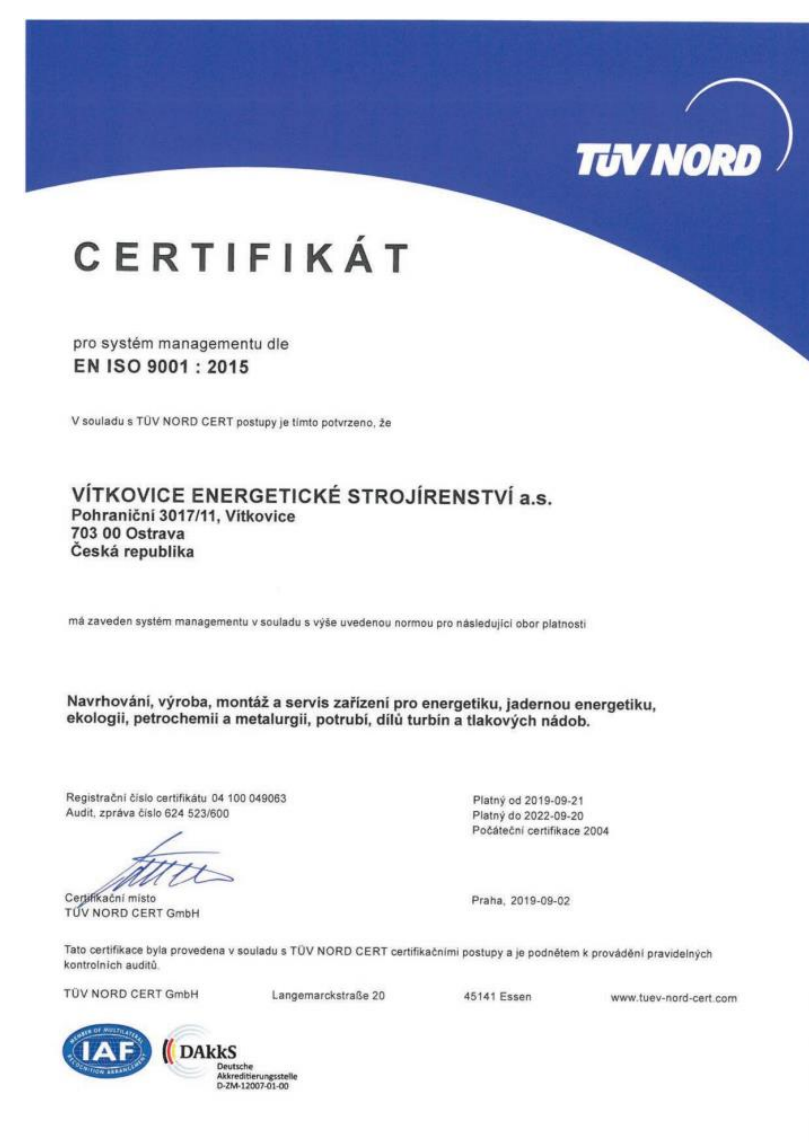 TÜV NORD
CERTIFIKÁT
pro systém managementu dle
EN ISO 9001 : 2015
V souladu s TÜV NORD CERT postupy je tímto potvrzeno, že
VÍTKOVICE ENERGETICKÉ STROJÍRENSTVÍ a.s.
Pohraniční 3017/11, Vítkovice
703 00 Ostrava
Česká republika
má zaveden systém managementu v souladu s výše uvedenou normou pro následující obor platnosti
Navrhování, výroba, montáž a servis zařízení pro energetiku, jadernou energetiku,
ekologii, petrochemii a metalurgii, potrubí, dílů turbín a tlakových nádob.
Registrační číslo certifikátu 04 100 049063
Audit, zpráva číslo 624 523/600
Platný od 2019-09-21
Platný do 2022-09-20
Počáteční certifikace 2004
Certifikační místo
TÜV NORD CERT GmbH
Praha, 2019-09-02
Tato certifikace byla provedena v souladu s TÜV NORD CERT certifikačními postupy a je podnětem k provádění pravidelných
kontrolních auditů.
TÜV NORD CERT GmbH Langemarckstraße 20 45141 Essen www.tuev-nord-cert.com
MEMBER OF MULTILATERAL
IAF
RECOGNITION ARRANGEMENT
DAkkS
Deutsche
Akkreditierungsstelle
D-ZM-12007-01-00